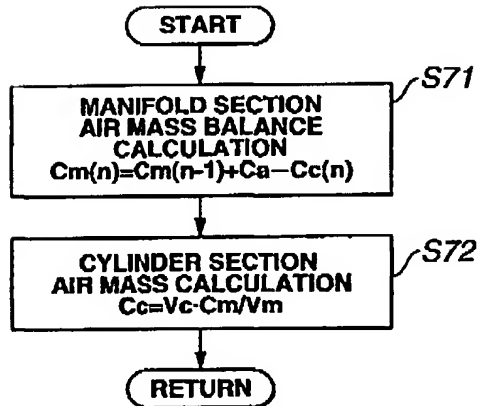 START
S71
MANIFOLD SECTION
AIR MASS BALANCE
CALCULATION
Cm(n)=Cm(n-1)+Ca-Cc(n)
S72
CYLINDER SECTION
AIR MASS CALCULATION
Cc=Vc·Cm/Vm
RETURN